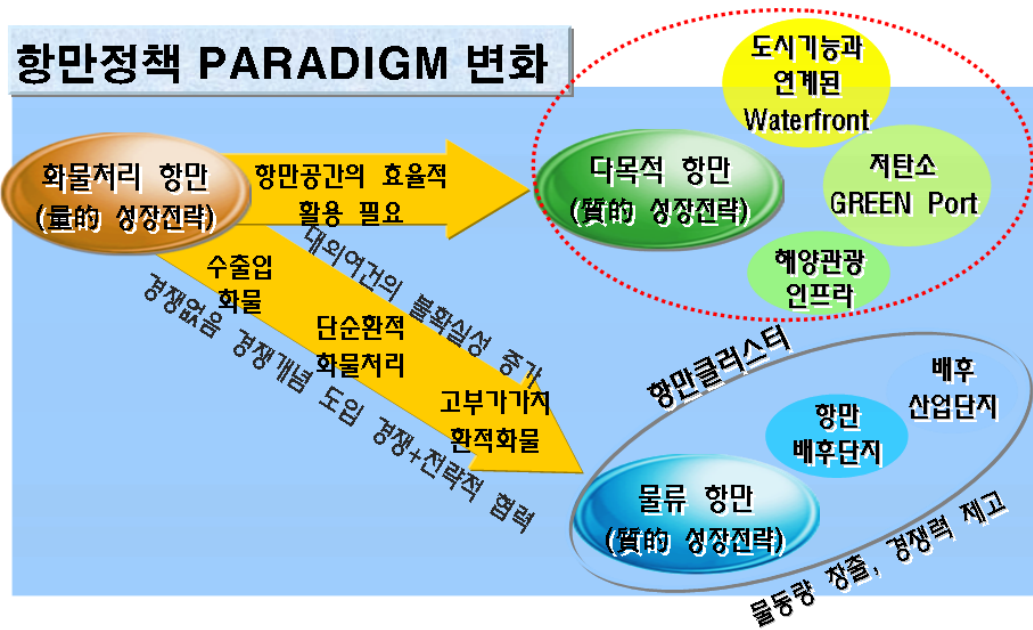 항만정책 PARADIGM 변화
도시기능과
연계된
Waterfront
화물처리 항만
(量的 성장전략)
항만공간의 효율적
활용 필요
다목적 항만
(質的 성장전략)
저탄소
GREEN Port
해양관광
인프라
대외여건의 불확실성 증가
수출입
화물
단순환적
화물처리
고부가가치
환적화물
경쟁없음 경쟁개념 도입 경쟁+전략적 협력
항만클러스터
배후
산업단지
항만
배후단지
물류 항만
(質的 성장전략)
물동량 창출, 경쟁력 제고